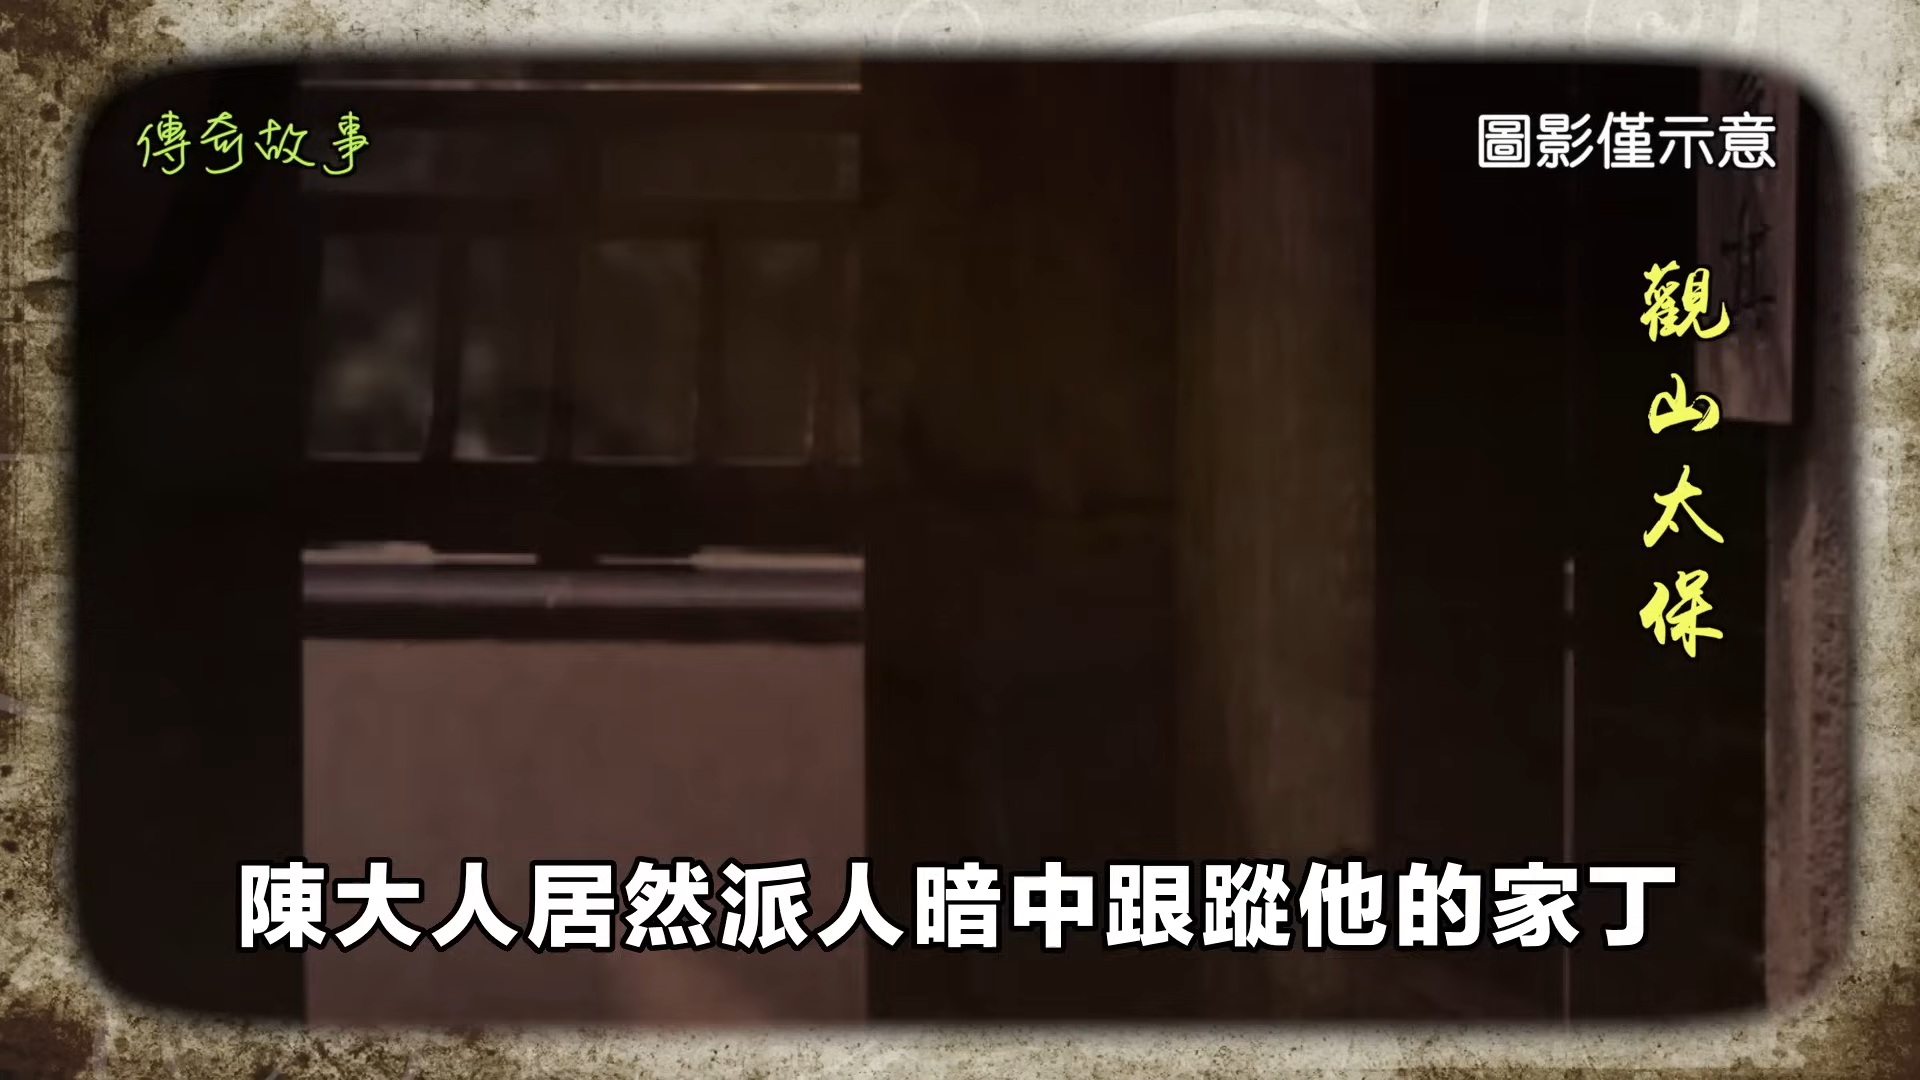 傳奇故事
圖影僅示意
觀山太保
陳大人居然派人暗中跟蹤他的家丁